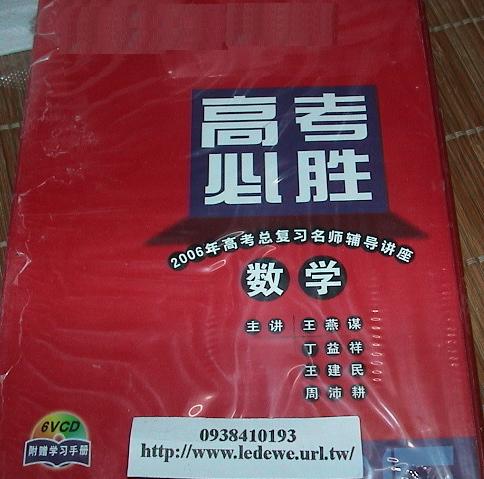 高考
必胜
2006年高考总复习名师辅导讲座
数学
主讲 王燕谋
丁益祥
王建民
周沛耕
6VCD
附赠学习手册
0938410193
http://www.ledewe.url.tw/